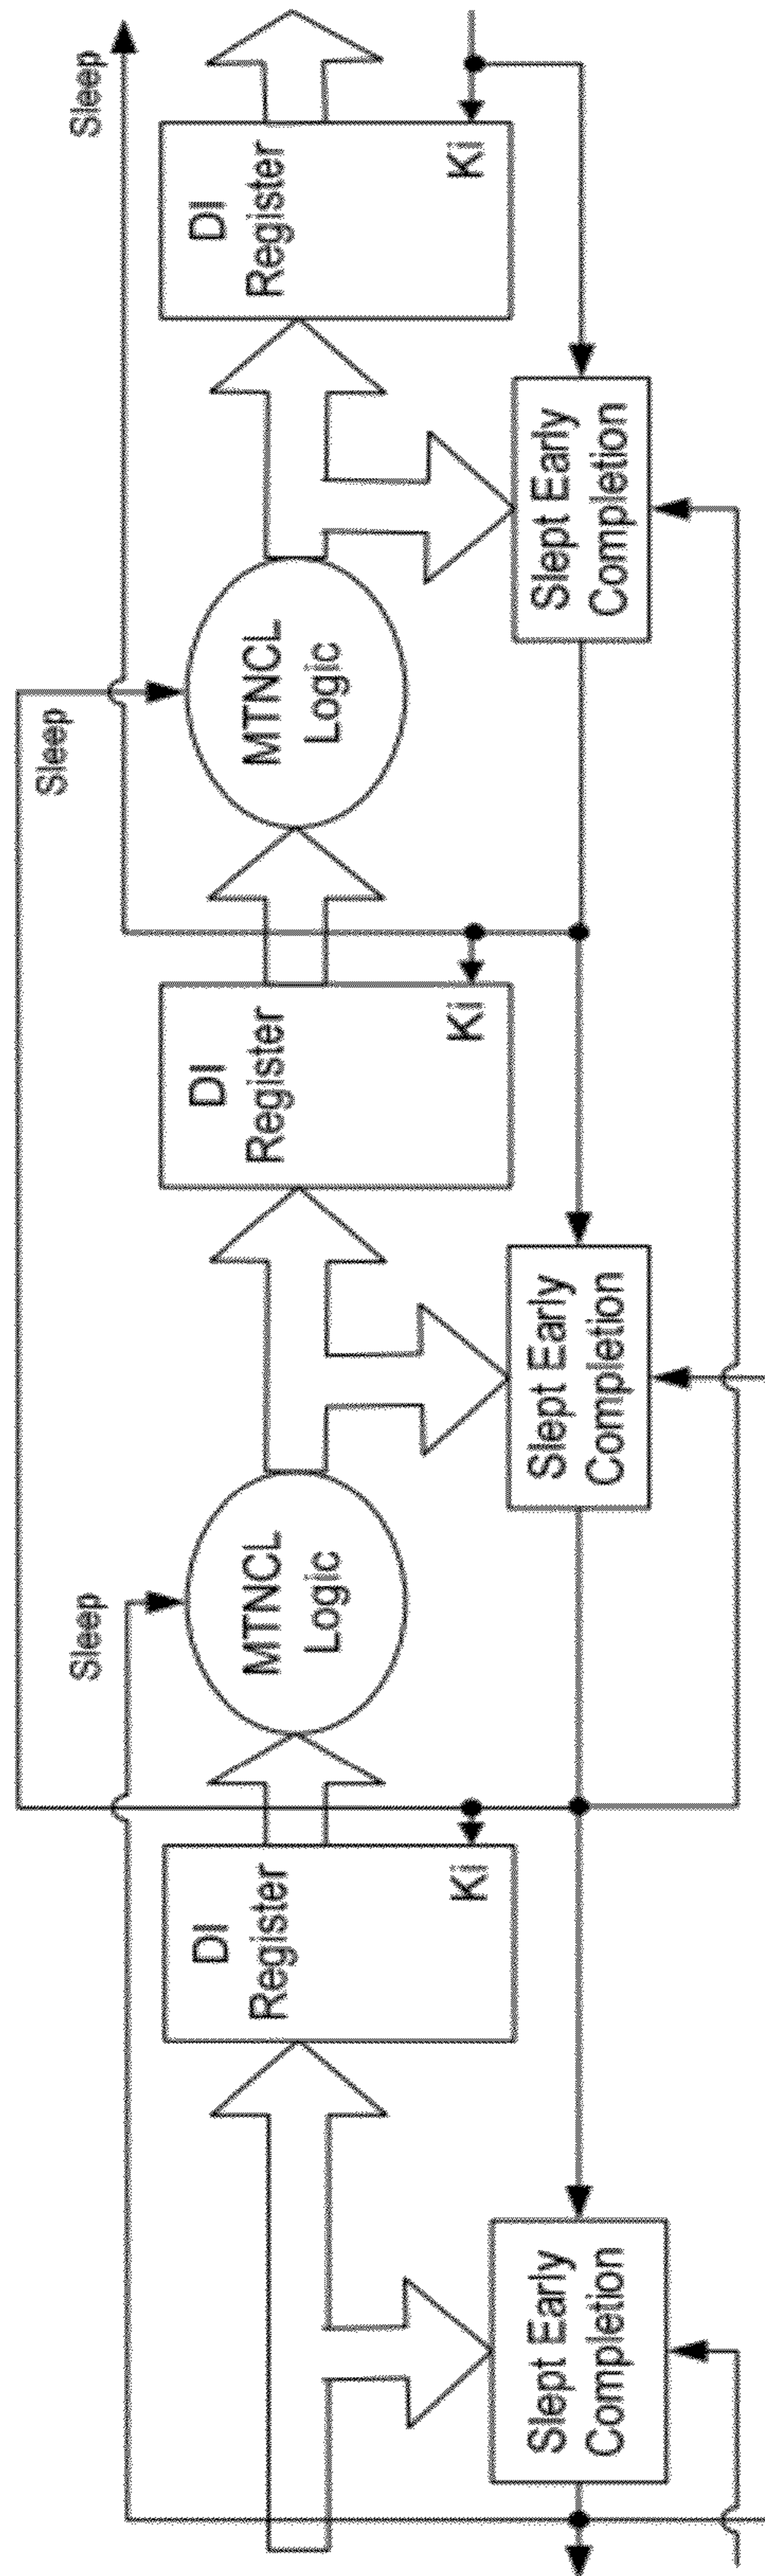 Sleep
Sleep
Sleep
DI
Register
Ki
MTNCL
Logic
DI
Register
Ki
MTNCL
Logic
DI
Register
Ki
Slept Early
Completion
Slept Early
Completion
Slept Early
Completion